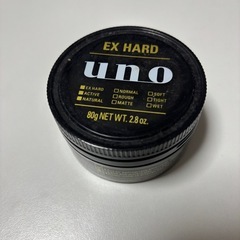 EX HARD
uno
■ EX HARD □ NORMAL □ SOFT
■ ACTIVE □ ROUGH □ TIGHT
■ NATURAL □ MATTE □ WET
80g NET WT. 2.8 oz.